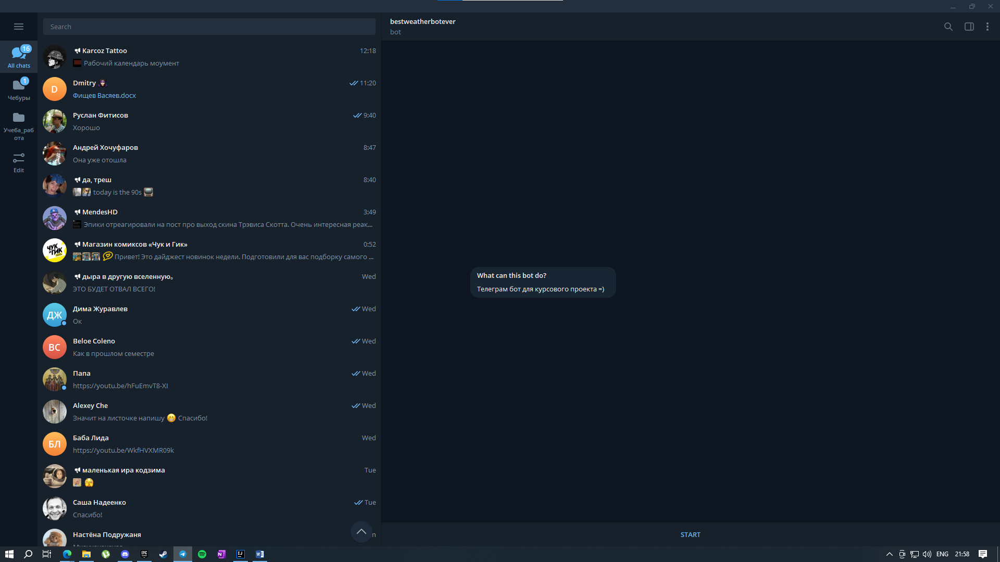 Search
bestweatherbotever
bot
16
All chats
1
Чебуры
Учеба_раб
ота
Edit
Karcoz Tattoo 12:18
Рабочий календарь моумент
D
Dmitry 11:20
Фищев Васяев.docx
Руслан Фитисов 9:40
Хорошо
Андрей Хочуфаров 8:47
Она уже отошла
да, треш 8:40
today is the 90s
MendesHD 3:49
Эпики отреагировали на пост про выход скина Трэвиса Скотта. Очень интересная реак...
ЧУК И ГИК
Магазин комиксов «Чук и Гик» 0:52
Привет! Это дайджест новинок недели. Подготовили для вас подборку самого ...
дыра в другую вселенную。 Wed
ЭТО БУДЕТ ОТВАЛ ВСЕГО!
ДЖ
Дима Журавлев Wed
Ок
BC
Beloe Coleno Wed
Как в прошлом семестре
Папа Wed
https://youtu.be/hFuEmvT8-XI
Alexey Che Wed
Значит на листочке напишу 😁 Спасибо!
БЛ
Баба Лида Wed
https://youtu.be/WkfHVXMR09k
маленькая ира кодзима Tue
🫣
Саша Надеенко Tue
Спасибо!
Настёна Подружаня n
What can this bot do?
Телеграм бот для курсового проекта =)
START
EPIC
N
IJ
W
ENG 21:58